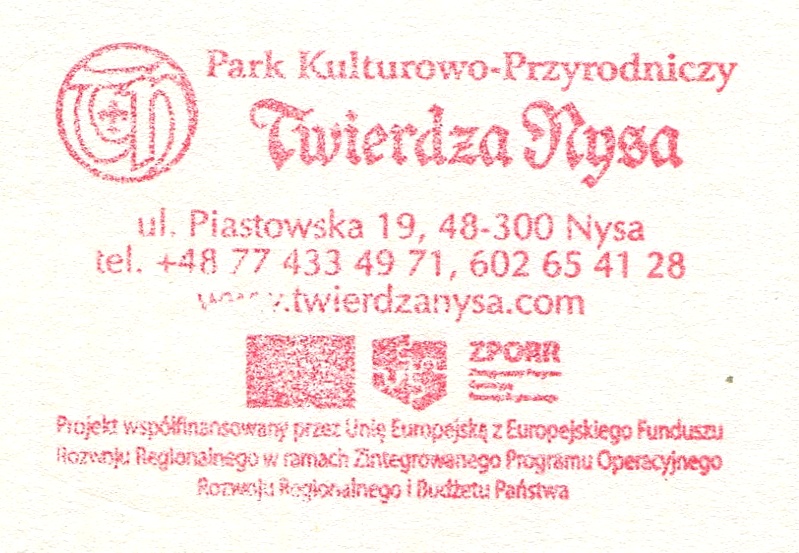 Park Kulturowo-Przyrodniczy
Twierdza Nysa
ul. Piastowska 19, 48-300 Nysa
tel. +48 77 433 49 71, 602 65 41 28
www.twierdzanysa.com
ZPORR
Projekt współfinansowany przez Unię Europejską z Europejskiego Funduszu
Rozwoju Regionalnego w ramach Zintegrowanego Programu Operacyjnego
Rozwoju Regionalnego i Budżetu Państwa